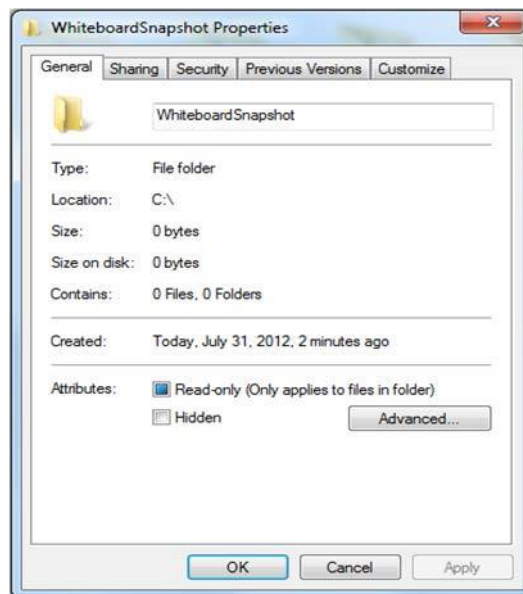 WhiteboardSnapshot Properties
General Sharing Security Previous Versions Customize
WhiteboardSnapshot
Type: File folder
Location: C:\
Size: 0 bytes
Size on disk: 0 bytes
Contains: 0 Files, 0 Folders
Created: Today, July 31, 2012, 2 minutes ago
Attributes: Read-only (Only applies to files in folder)
Hidden Advanced...
OK Cancel Apply